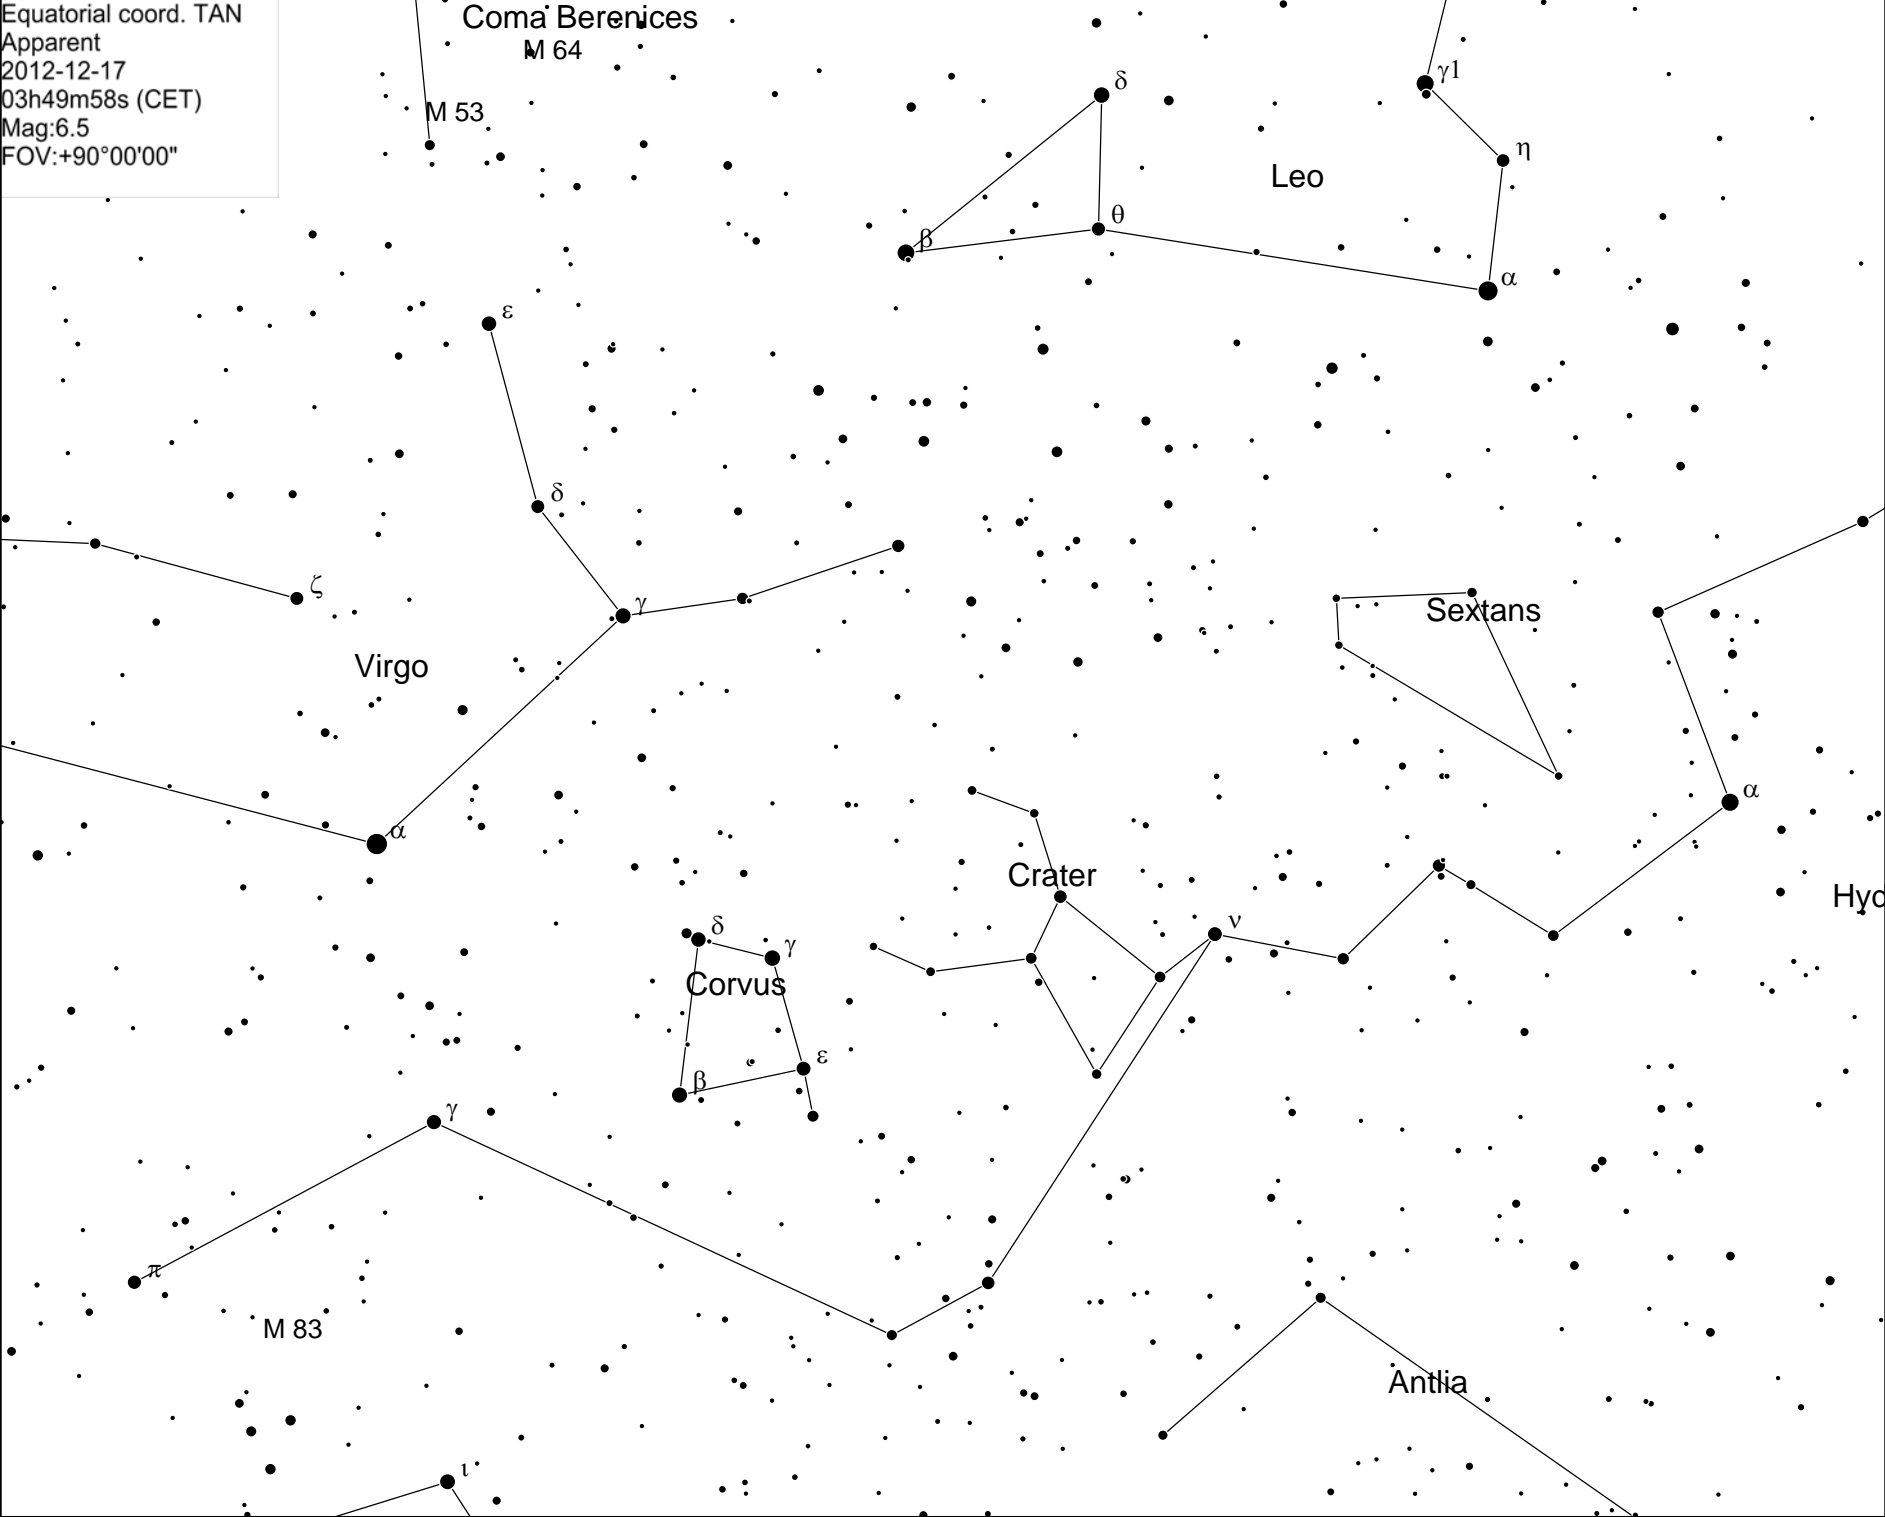 Equatorial coord. TAN
Apparent
2012-12-17
03h49m58s (CET)
Mag:6.5
FOV:+90°00'00"
Coma Berenices
M 64
M 53
δ
γ1
η
Leo
θ
β
α
ε
δ
ζ
γ
Sextans
Virgo
α
α
Crater
Hyd
δ
γ
ν
Corvus
ε
β
γ
π
M 83
Antlia
ι